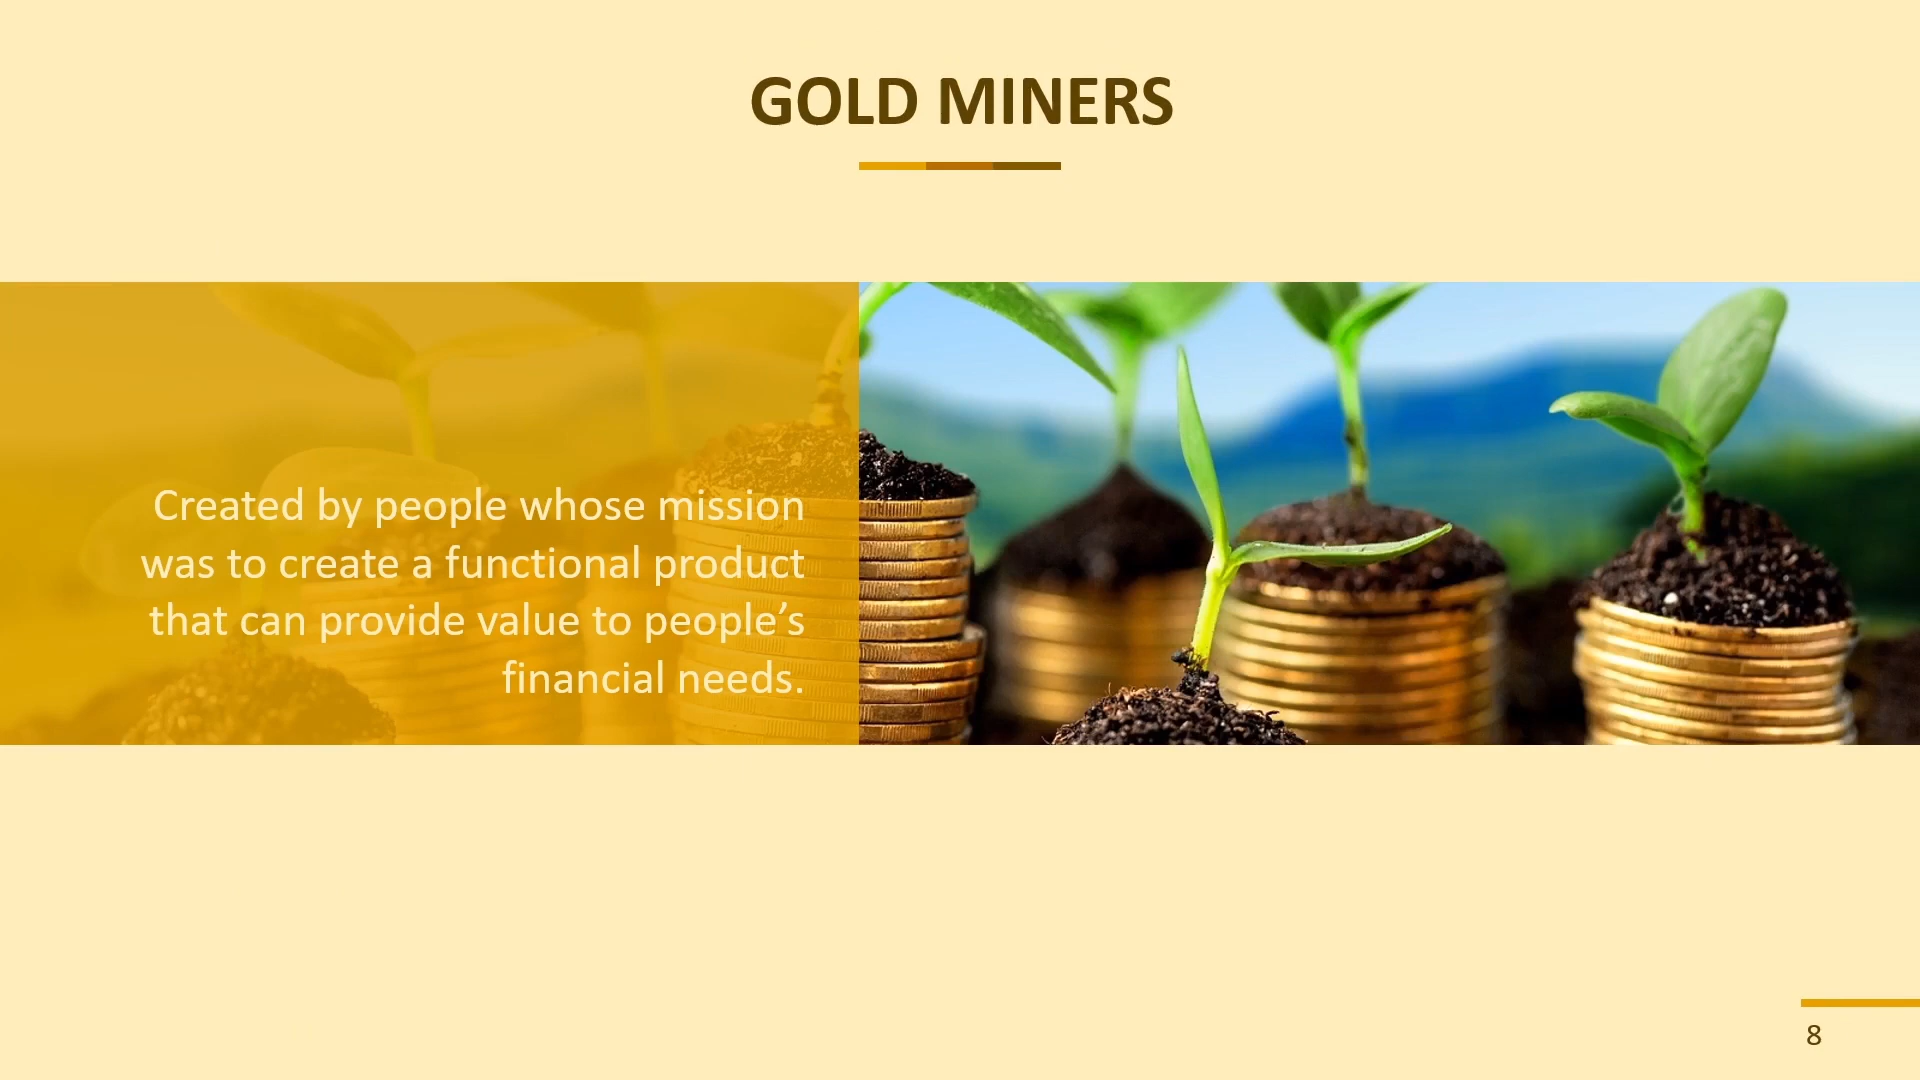 GOLD MINERS
Created by people whose mission
was to create a functional product
that can provide value to people’s
financial needs.
8